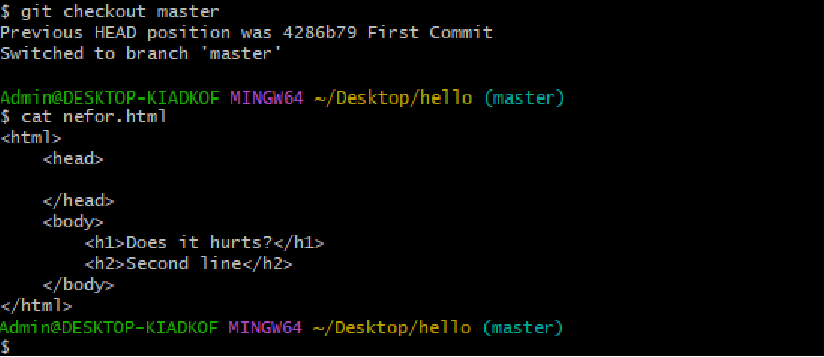 $ git checkout master
Previous HEAD position was 4286b79 First Commit
Switched to branch 'master'
Admin@DESKTOP-KIADKOF MINGW64 ~/Desktop/hello (master)
$ cat nefor.html
<html>
    <head>
    </head>
    <body>
        <h1>Does it hurts?</h1>
        <h2>Second line</h2>
    </body>
</html>
Admin@DESKTOP-KIADKOF MINGW64 ~/Desktop/hello (master)
$